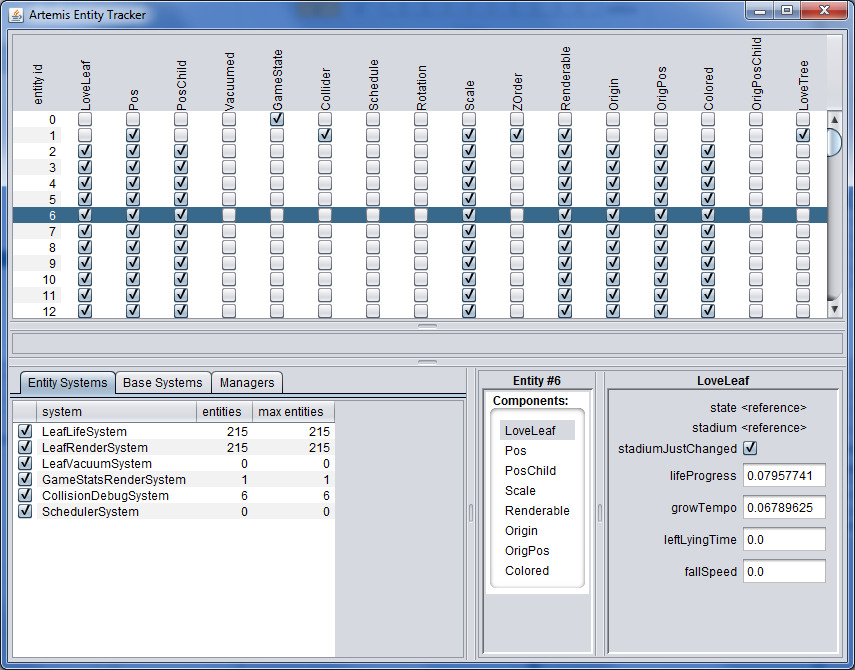 Artemis Entity Tracker
entity id LoveLeaf Pos PosChild Vacuumed GameState Collider Schedule Rotation Scale ZOrder Renderable Origin OrigPos Colored OrigPosChild LoveTree
0
1
2
3
4
5
6
7
8
9
10
11
12
Entity Systems Base Systems Managers
system entities max entities
LeafLifeSystem 215 215
LeafRenderSystem 215 215
LeafVacuumSystem 0 0
GameStatsRenderSystem 1 1
CollisionDebugSystem 6 6
SchedulerSystem 0 0
Entity #6
Components:
LoveLeaf
Pos
PosChild
Scale
Renderable
Origin
OrigPos
Colored
LoveLeaf
state <reference>
stadium <reference>
stadiumJustChanged
lifeProgress 0.07957741
growTempo 0.06789625
leftLyingTime 0.0
fallSpeed 0.0